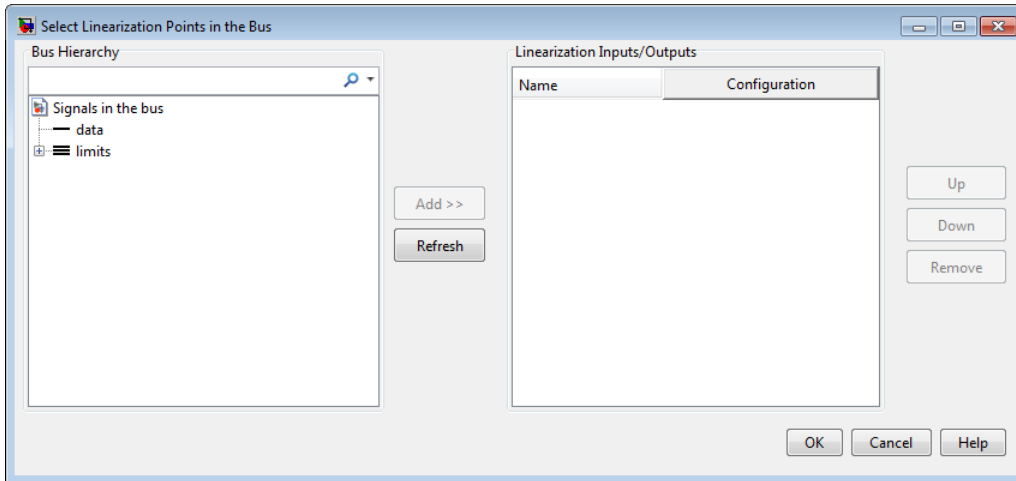 Select Linearization Points in the Bus
Bus Hierarchy
Signals in the bus
data
limits
Add >>
Refresh
Linearization Inputs/Outputs
Name Configuration
Up
Down
Remove
OK Cancel Help